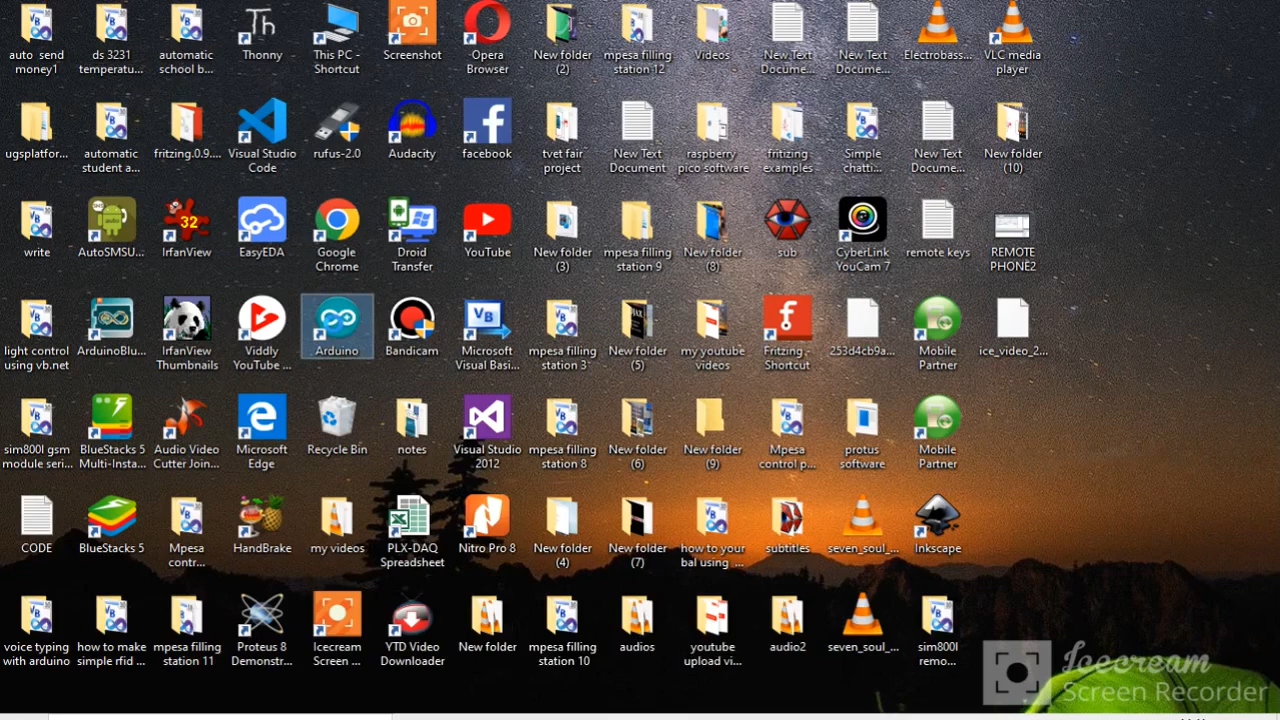 auto send
money1
ds 3231
temperatu...
automatic
school b...
Th
Thonny
This PC -
Shortcut
Screenshot
Opera
Browser
New folder
(2)
mpesa filling
station 12
Videos
New Text
Docume...
New Text
Docume...
Electrobass...
VLC media
player
ugsplatfor...
automatic
student a...
fritzing.0.9....
Visual Studio
Code
rufus-2.0
Audacity
facebook
tvet fair
project
New Text
Document
raspberry
pico software
fritizing
examples
Simple
chatti...
New Text
Docume...
New folder
(10)
write
AutoSMSU...
32
IrfanView
EasyEDA
Google
Chrome
Droid
Transfer
YouTube
New folder
(3)
mpesa filling
station 9
New folder
(8)
sub
CyberLink
YouCam 7
remote keys
REMOTE
PHONE2
light control
using vb.net
ArduinoBlu...
IrfanView
Thumbnails
Viddly
YouTube ...
Arduino
Bandicam
VB
Microsoft
Visual Basi...
mpesa filling
station 3
New folder
(5)
my youtube
videos
Fritzing -
Shortcut
253d4cb9a...
Mobile
Partner
ice_video_2...
sim800l gsm
module seri...
BlueStacks 5
Multi-Insta...
Audio Video
Cutter Join...
Microsoft
Edge
Recycle Bin
notes
Visual Studio
2012
mpesa filling
station 8
New folder
(6)
New folder
(9)
Mpesa
control p...
protus
software
Mobile
Partner
CODE
BlueStacks 5
Mpesa
contr...
HandBrake
my videos
PLX-DAQ
Spreadsheet
Nitro Pro 8
New folder
(4)
New folder
(7)
how to your
bal using ...
subtitles
seven_soul_...
Inkscape
voice typing
with arduino
how to make
simple rfid ...
mpesa filling
station 11
Proteus 8
Demonstr...
Icecream
Screen ...
YTD Video
Downloader
New folder
mpesa filling
station 10
audios
youtube
upload vi...
audio2
seven_soul_...
sim800l
remo...
Icecream
Screen Recorder